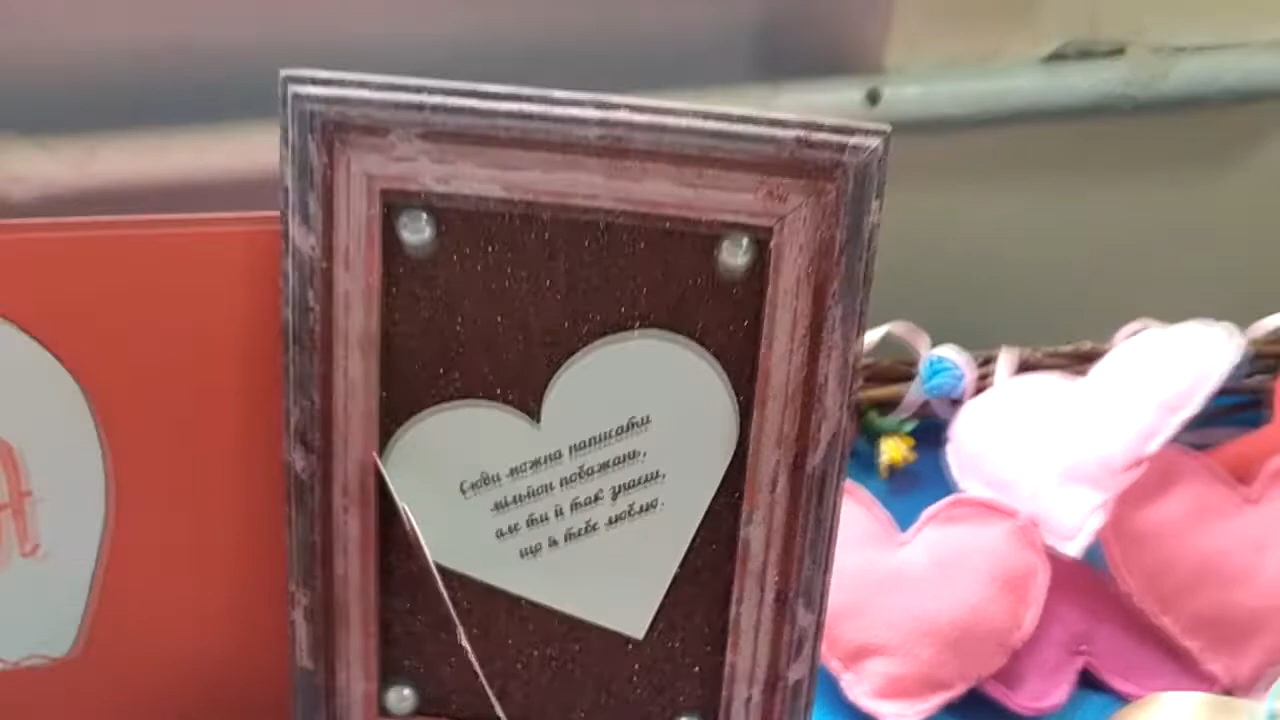 Сюди можна написати
мільйон побажань,
але ти й так знаєш,
що я тебе люблю.